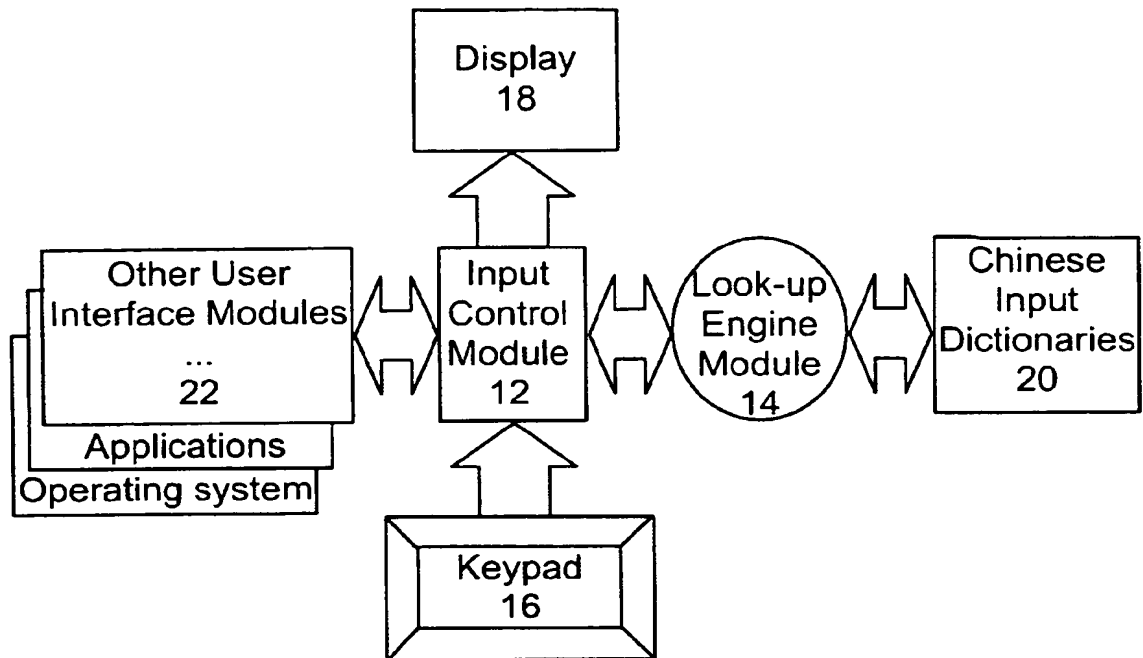 Display
18
Other User
Interface Modules
...
22
Applications
Operating system
Input
Control
Module
12
Look-up
Engine
Module
14
Chinese
Input
Dictionaries
20
Keypad
16